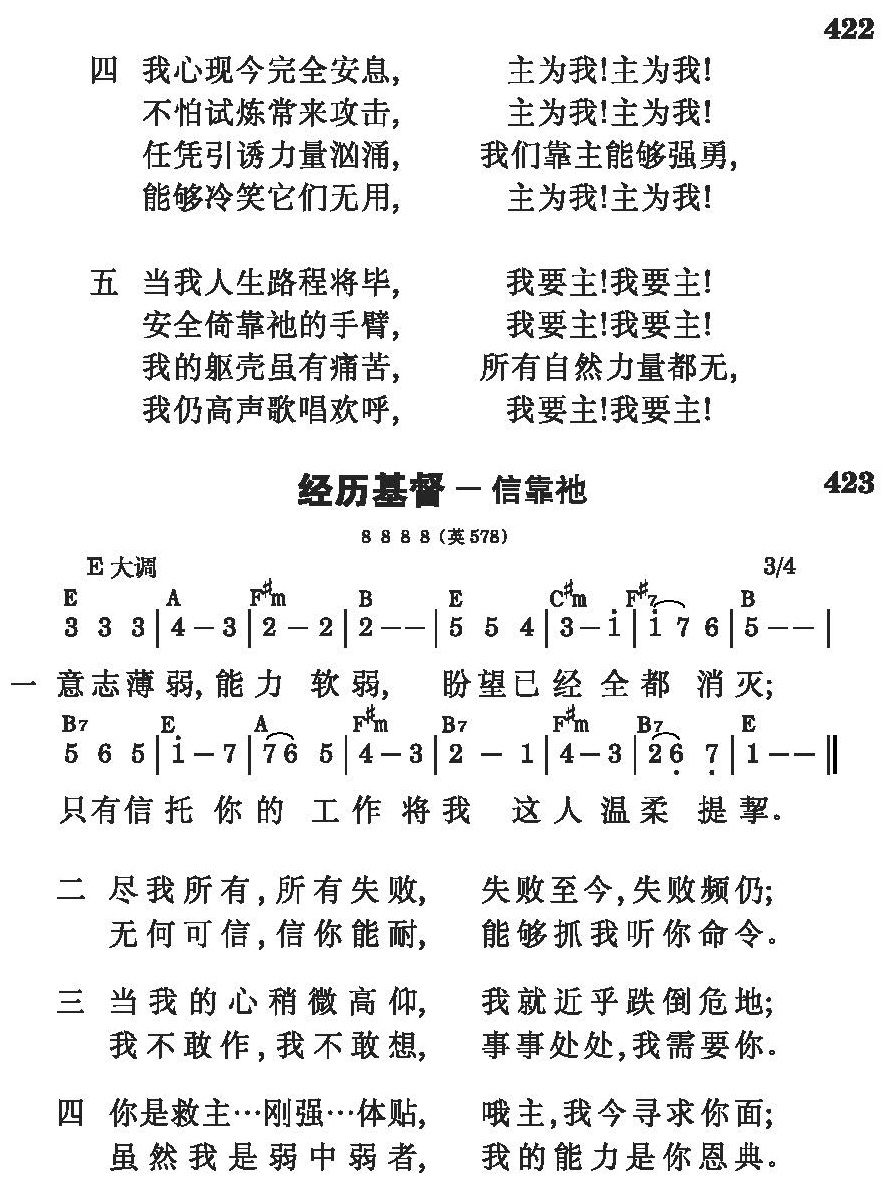 422
四 我心现今完全安息, 主为我!主为我!
不怕试炼常来攻击, 主为我!主为我!
任凭引诱力量汹涌, 我们靠主能够强勇,
能够冷笑它们无用, 主为我!主为我!
五 当我人生路程将毕, 我要主!我要主!
安全倚靠祂的手臂, 我要主!我要主!
我的躯壳虽有痛苦, 所有自然力量都无,
我仍高声歌唱欢呼, 我要主!我要主!
经历基督－信靠祂 423
8 8 8 8(英578)
E大调 3/4
E A F♯m B E C♯m F♯7 B
3 3 3|4－3|2－2|2－－|5 5 4|3－i|i 7 6|5－－|
一 意志薄弱,能力 软弱, 盼望已经全都 消灭;
B7 E A F♯m B7 F♯m B7 E
5 6 5|i－7|76 5|4－3|2 － 1|4－3|26̣ 7̣|1－－‖
只有信托 你的 工作将我 这人温柔 提挈。
二 尽我所有,所有失败, 失败至今,失败频仍;
无何可信,信你能耐, 能够抓我听你命令。
三 当我的心稍微高仰, 我就近乎跌倒危地;
我不敢作,我不敢想, 事事处处,我需要你。
四 你是救主…刚强…体贴, 哦主,我今寻求你面;
虽然我是弱中弱者, 我的能力是你恩典。